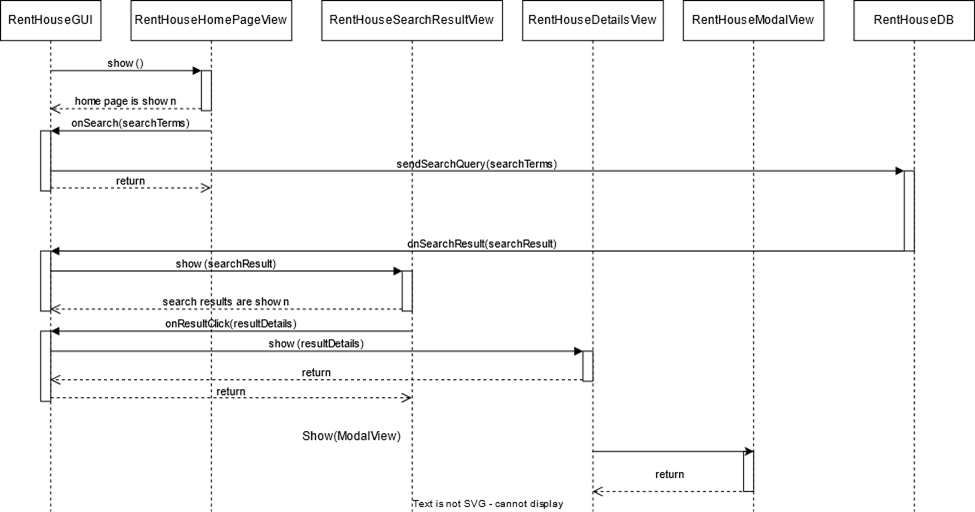 RentHouseGUI
RentHouseHomePageView
RentHouseSearchResultView
RentHouseDetailsView
RentHouseModalView
RentHouseDB
show ()
home page is show n
onSearch(searchTerms)
sendSearchQuery(searchTerms)
return
onSearchResult(searchResult)
show (searchResult)
search results are show n
onResultClick(resultDetails)
show (resultDetails)
return
return
Show(ModalView)
return
Text is not SVG - cannot display